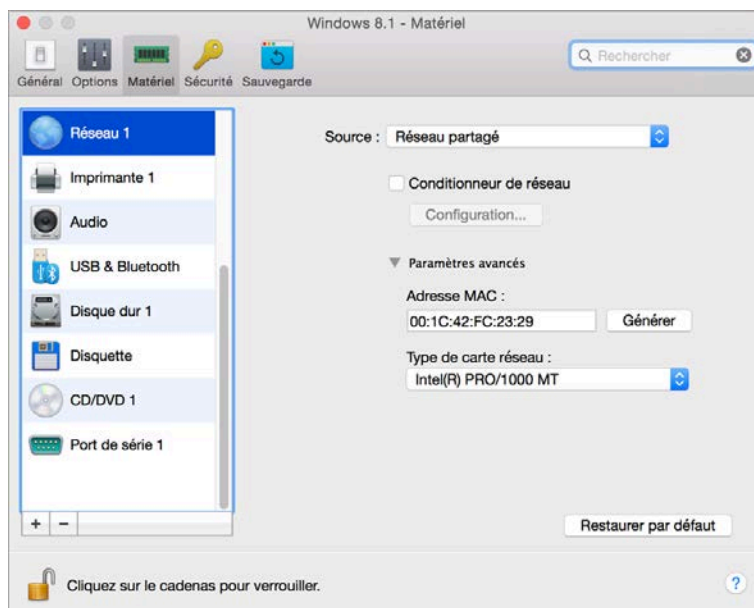 Windows 8.1 - Matériel
Général Options Matériel Sécurité Sauvegarde
Rechercher
Réseau 1
Imprimante 1
Audio
USB & Bluetooth
Disque dur 1
Disquette
CD/DVD 1
Port de série 1
+ −
Source : Réseau partagé
Conditionneur de réseau
Configuration...
Paramètres avancés
Adresse MAC :
00:1C:42:FC:23:29 Générer
Type de carte réseau :
Intel(R) PRO/1000 MT
Restaurer par défaut
Cliquez sur le cadenas pour verrouiller.
?